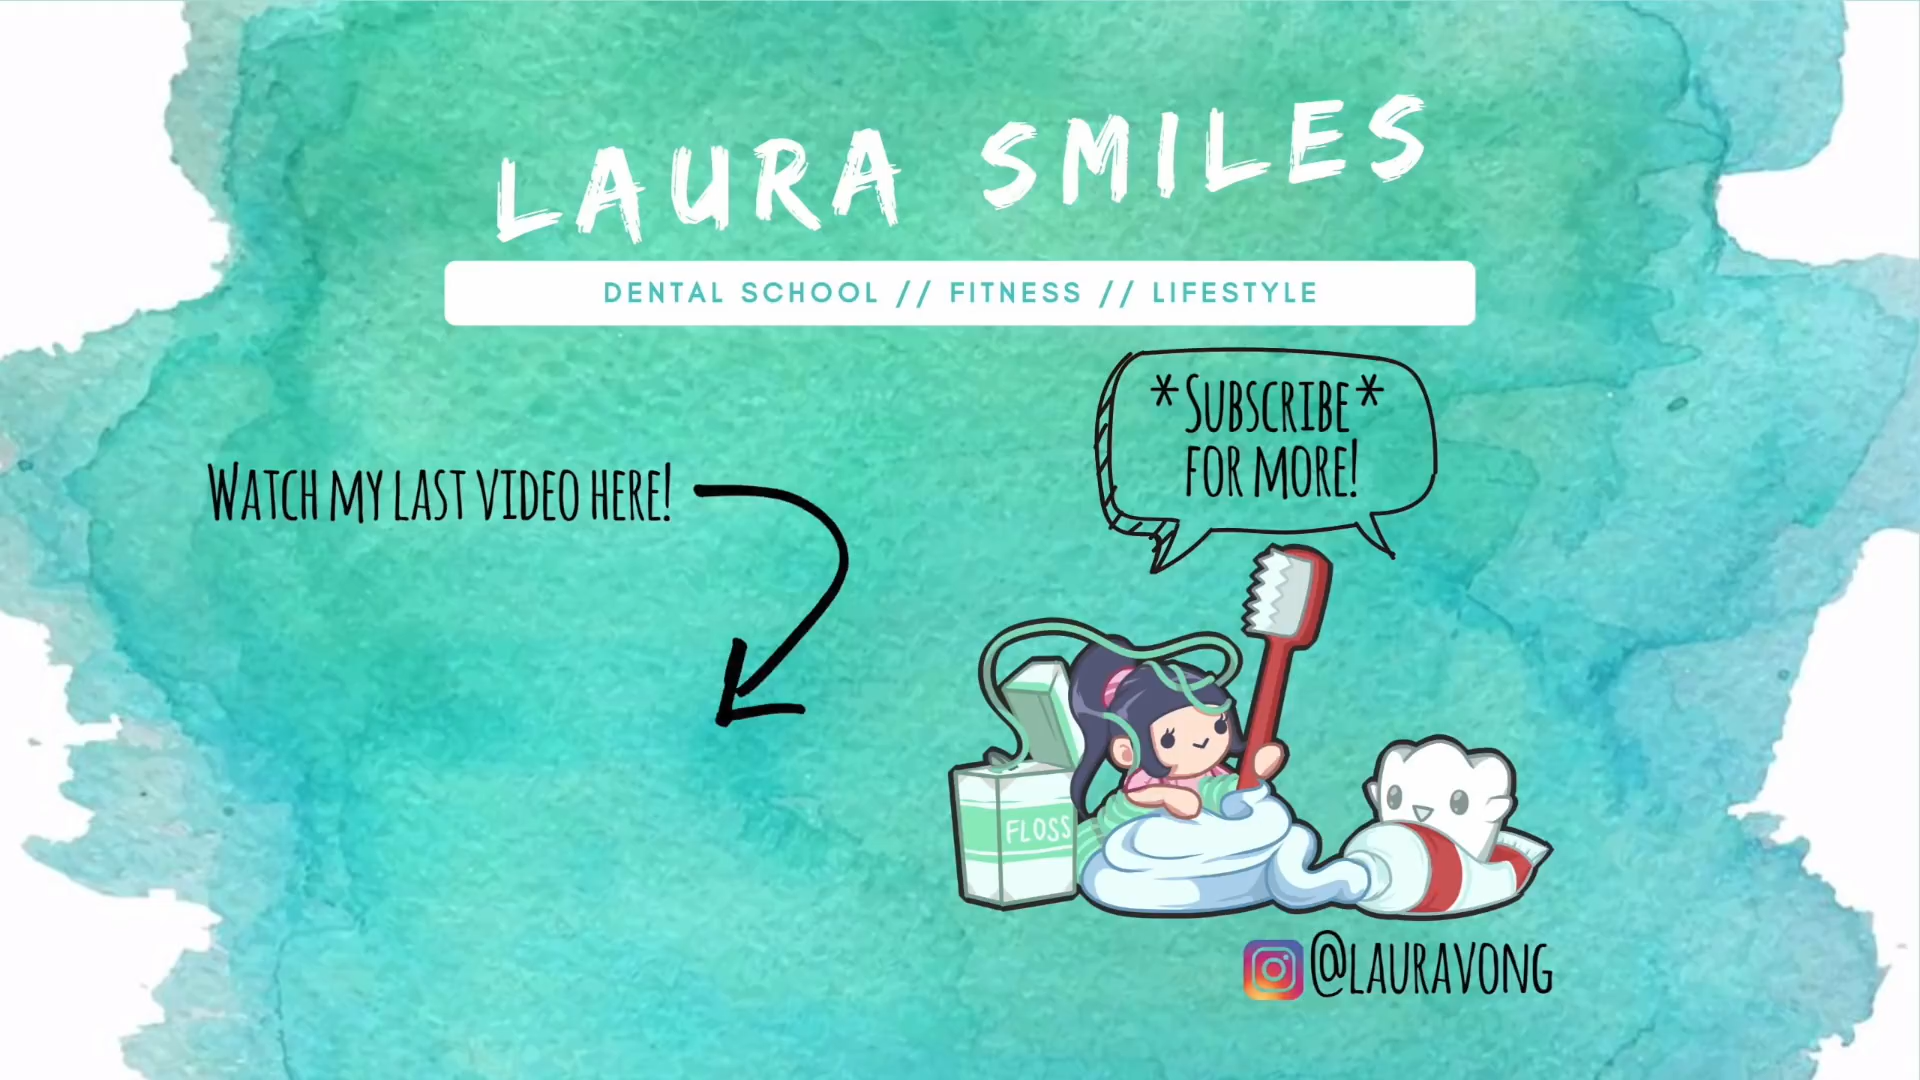 LAURA SMILES
DENTAL SCHOOL // FITNESS // LIFESTYLE
*SUBSCRIBE*
FOR MORE!
WATCH MY LAST VIDEO HERE!
FLOSS
@LAURAVONG